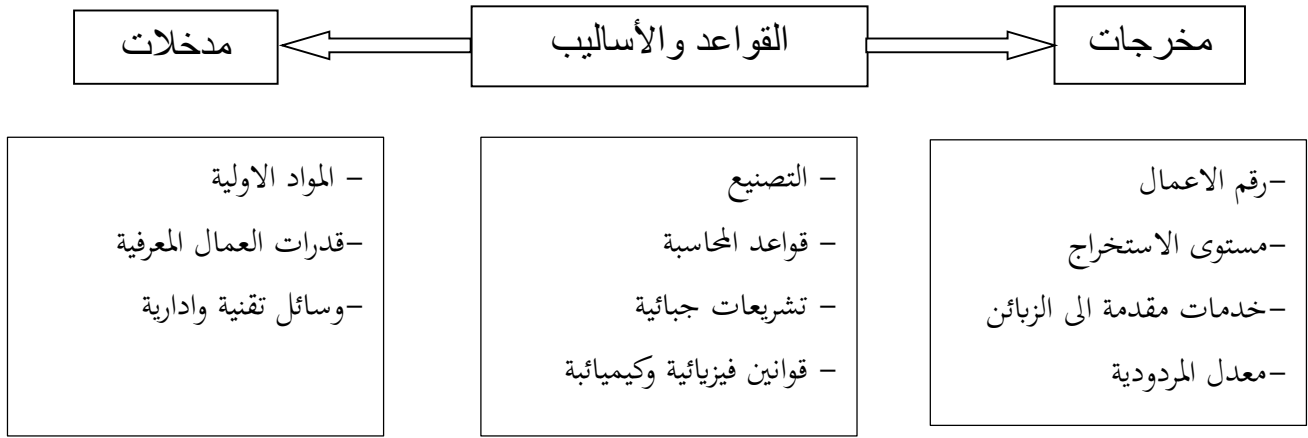 مخرجات
القواعد والأساليب
مدخلات
-رقم الاعمال
-مستوى الاستخراج
-خدمات مقدمة الى الزبائن
-معدل المردودية
- التصنيع
- قواعد المحاسبة
- تشريعات جبائية
- قوانين فيزيائية وكيميائبة
- المواد الاولية
-قدرات العمال المعرفية
-وسائل تقنية وادارية